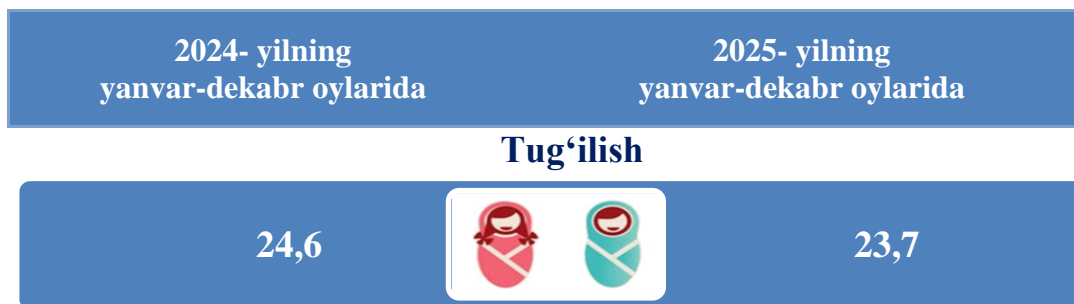 2024- yilning
yanvar-dekabr oylarida
2025- yilning
yanvar-dekabr oylarida
Tug‘ilish
24,6
23,7